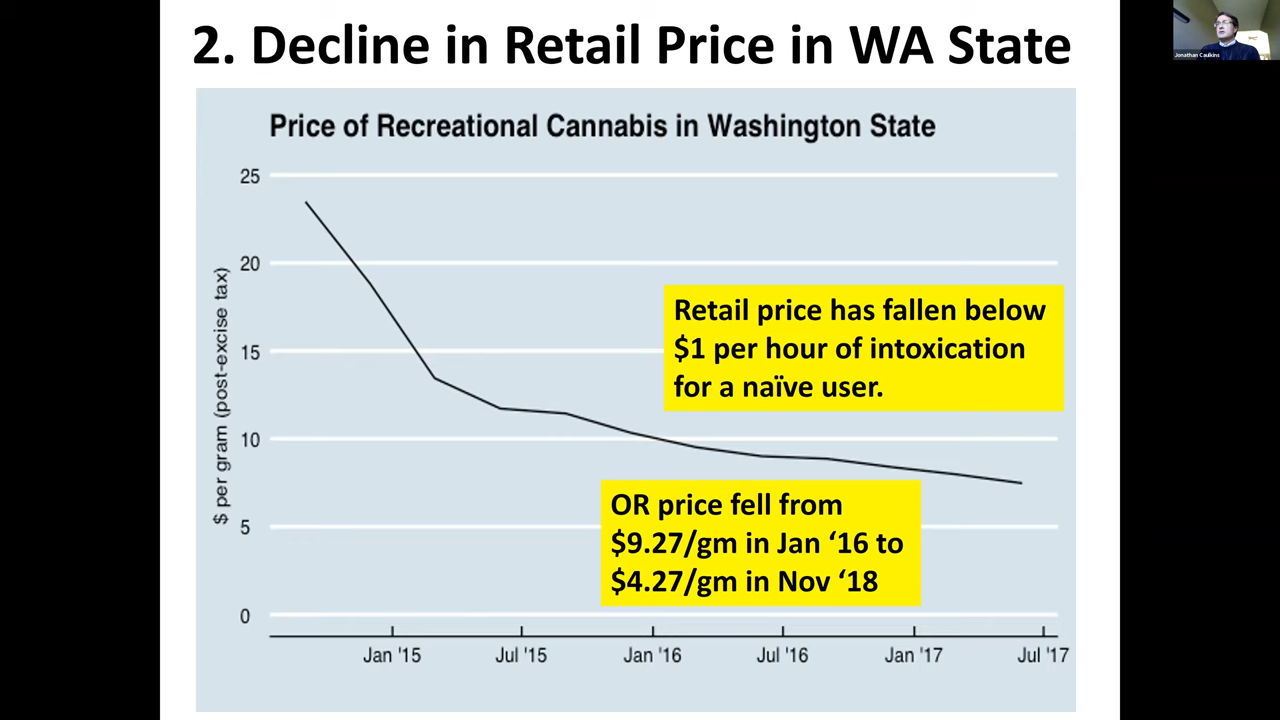 2. Decline in Retail Price in WA State
Jonathan Caulkins
Price of Recreational Cannabis in Washington State
25
20
15
10
5
0
$ per gram (post-excise tax)
Retail price has fallen below
$1 per hour of intoxication
for a naïve user.
OR price fell from
$9.27/gm in Jan ‘16 to
$4.27/gm in Nov ‘18
Jan '15 Jul '15 Jan '16 Jul '16 Jan '17 Jul '17